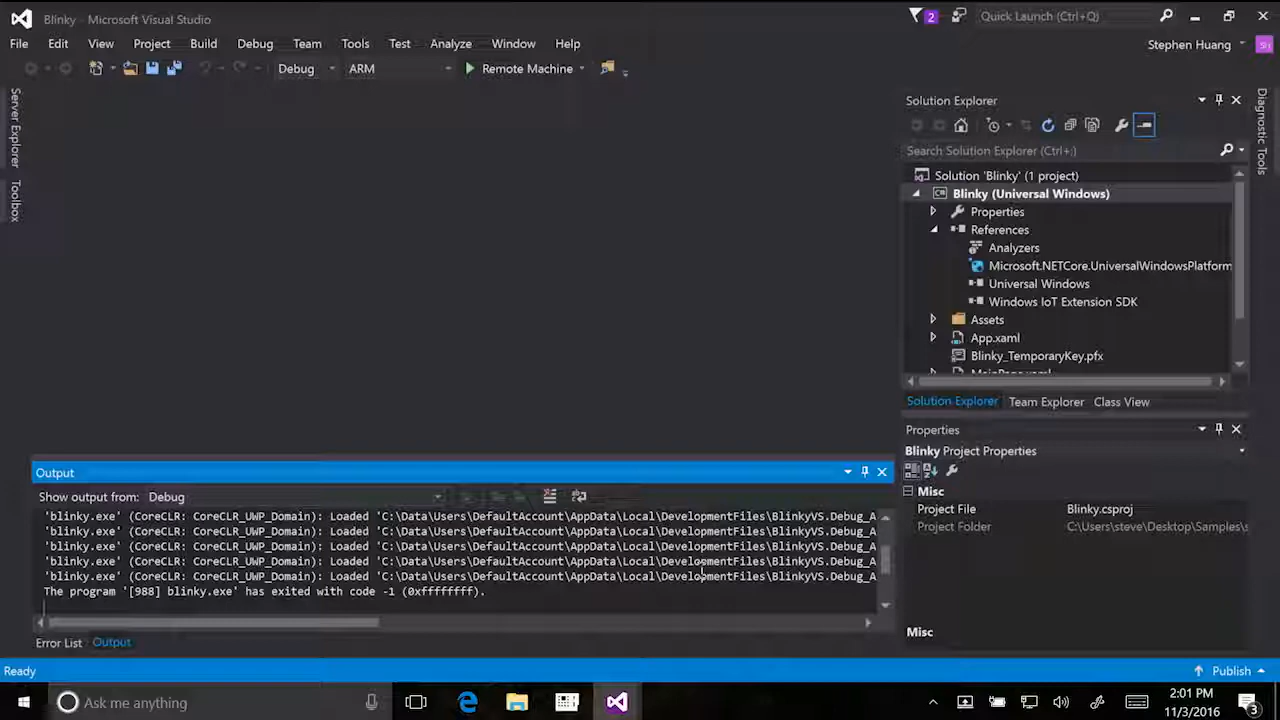 Blinky - Microsoft Visual Studio
2
Quick Launch (Ctrl+Q)
File Edit View Project Build Debug Team Tools Test Analyze Window Help
Stephen Huang
SH
Debug ARM Remote Machine
Server Explorer
Toolbox
Solution Explorer
Search Solution Explorer (Ctrl+;)
Solution 'Blinky' (1 project)
C#
Blinky (Universal Windows)
Properties
References
Analyzers
Microsoft.NETCore.UniversalWindowsPlatform
Universal Windows
Windows IoT Extension SDK
Assets
App.xaml
Blinky_TemporaryKey.pfx
MainPage.xaml
Solution Explorer Team Explorer Class View
Diagnostic Tools
Properties
Blinky Project Properties
Misc
Project File Blinky.csproj
Project Folder C:\Users\steve\Desktop\Samples\s
Misc
Output
Show output from: Debug
'blinky.exe' (CoreCLR: CoreCLR_UWP_Domain): Loaded 'C:\Data\Users\DefaultAccount\AppData\Local\DevelopmentFiles\BlinkyVS.Debug_A
'blinky.exe' (CoreCLR: CoreCLR_UWP_Domain): Loaded 'C:\Data\Users\DefaultAccount\AppData\Local\DevelopmentFiles\BlinkyVS.Debug_A
'blinky.exe' (CoreCLR: CoreCLR_UWP_Domain): Loaded 'C:\Data\Users\DefaultAccount\AppData\Local\DevelopmentFiles\BlinkyVS.Debug_A
'blinky.exe' (CoreCLR: CoreCLR_UWP_Domain): Loaded 'C:\Data\Users\DefaultAccount\AppData\Local\DevelopmentFiles\BlinkyVS.Debug_A
'blinky.exe' (CoreCLR: CoreCLR_UWP_Domain): Loaded 'C:\Data\Users\DefaultAccount\AppData\Local\DevelopmentFiles\BlinkyVS.Debug_A
The program '[988] blinky.exe' has exited with code -1 (0xffffffff).
Error List Output
Ready
Publish
Ask me anything
2:01 PM
11/3/2016
3